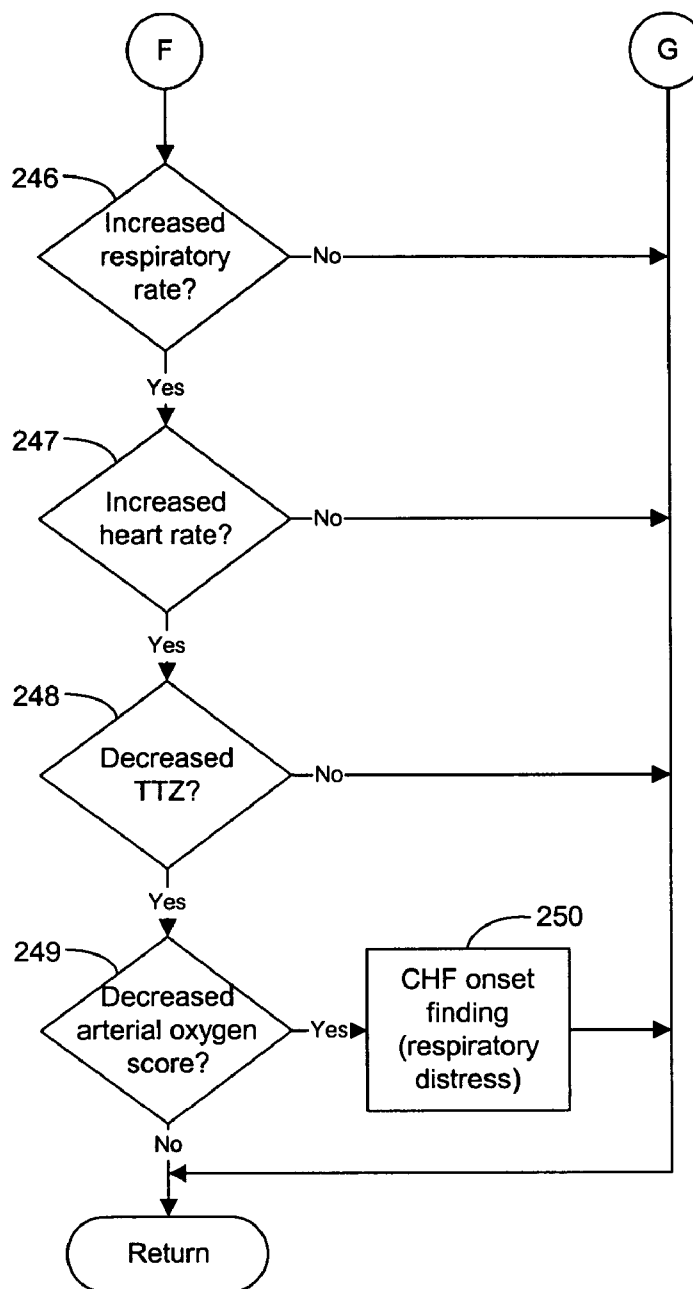 F
G
246
Increased
respiratory
rate?
No
Yes
247
Increased
heart rate?
No
Yes
248
Decreased
TTZ?
No
Yes
249
Decreased
arterial oxygen
score?
Yes
250
CHF onset
finding
(respiratory
distress)
No
Return